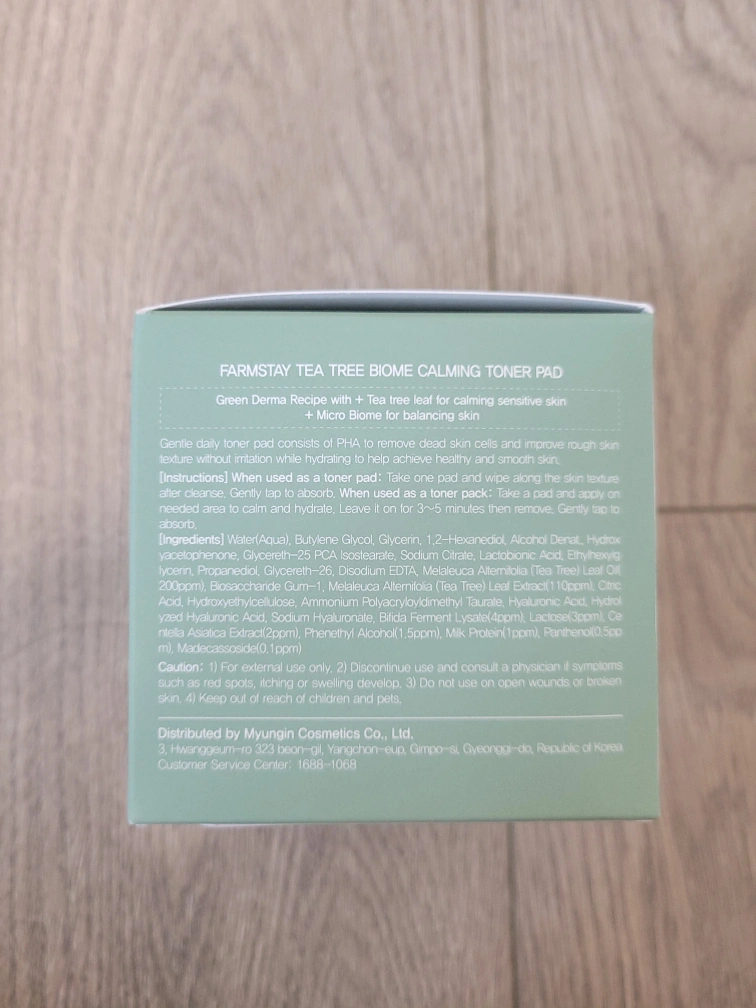 FARMSTAY TEA TREE BIOME CALMING TONER PAD
Green Derma Recipe with + Tea tree leaf for calming sensitive skin
+ Micro Biome for balancing skin
Gentle daily toner pad consists of PHA to remove dead skin cells and improve rough skin
texture without irritation while hydrating to help achieve healthy and smooth skin.
[Instructions] When used as a toner pad: Take one pad and wipe along the skin texture
after cleanse. Gently tap to absorb. When used as a toner pack: Take a pad and apply on
needed area to calm and hydrate. Leave it on for 3~5 minutes then remove. Gently tap to
absorb.
[Ingredients] Water(Aqua), Butylene Glycol, Glycerin, 1,2-Hexanediol, Alcohol Denat., Hydrox
yacetophenone, Glycereth-25 PCA Isostearate, Sodium Citrate, Lactobionic Acid, Ethylhexylg
lycerin, Propanediol, Glycereth-26, Disodium EDTA, Melaleuca Alternifolia (Tea Tree) Leaf Oil(
200ppm), Biosaccharide Gum-1, Melaleuca Alternifolia (Tea Tree) Leaf Extract(110ppm), Citric
Acid, Hydroxyethylcellulose, Ammonium Polyacryloyldimethyl Taurate, Hyaluronic Acid, Hydrol
yzed Hyaluronic Acid, Sodium Hyaluronate, Bifida Ferment Lysate(4ppm), Lactose(3ppm), Ce
ntella Asiatica Extract(2ppm), Phenethyl Alcohol(1.5ppm), Milk Protein(1ppm), Panthenol(0.5pp
m), Madecassoside(0.1ppm)
Caution: 1) For external use only. 2) Discontinue use and consult a physician if symptoms
such as red spots, itching or swelling develop. 3) Do not use on open wounds or broken
skin. 4) Keep out of reach of children and pets.
Distributed by Myungin Cosmetics Co., Ltd.
3, Hwanggeum-ro 323 beon-gil, Yangchon-eup, Gimpo-si, Gyeonggi-do, Republic of Korea
Customer Service Center: 1688-1068